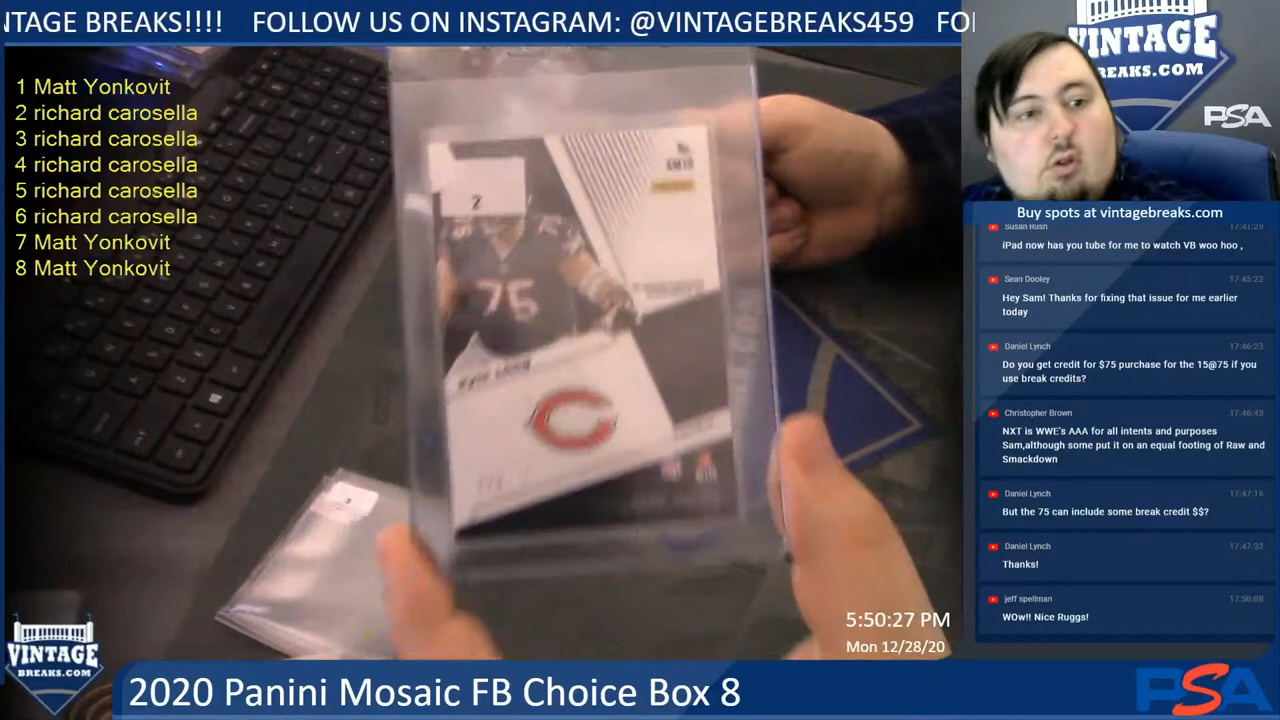 NTAGE BREAKS!!!! FOLLOW US ON INSTAGRAM: @VINTAGEBREAKS459 FO
1 Matt Yonkovit
2 richard carosella
3 richard carosella
4 richard carosella
5 richard carosella
6 richard carosella
7 Matt Yonkovit
8 Matt Yonkovit
2
75
C
VINTAGE
BREAKS.COM
PSA
Buy spots at vintagebreaks.com
Susan Rush 17:41:29
iPad now has you tube for me to watch VB woo hoo ,
Sean Dooley 17:45:22
Hey Sam! Thanks for fixing that issue for me earlier
today
Daniel Lynch 17:46:23
Do you get credit for $75 purchase for the 15@75 if you
use break credits?
Christopher Brown 17:46:43
NXT is WWE's AAA for all intents and purposes
Sam,although some put it on an equal footing of Raw and
Smackdown
Daniel Lynch 17:47:16
But the 75 can include some break credit $$?
Daniel Lynch 17:47:32
Thanks!
jeff spellman 17:50:08
WOw!! Nice Ruggs!
5:50:27 PM
Mon 12/28/20
VINTAGE
BREAKS.COM
2020 Panini Mosaic FB Choice Box 8
PSA